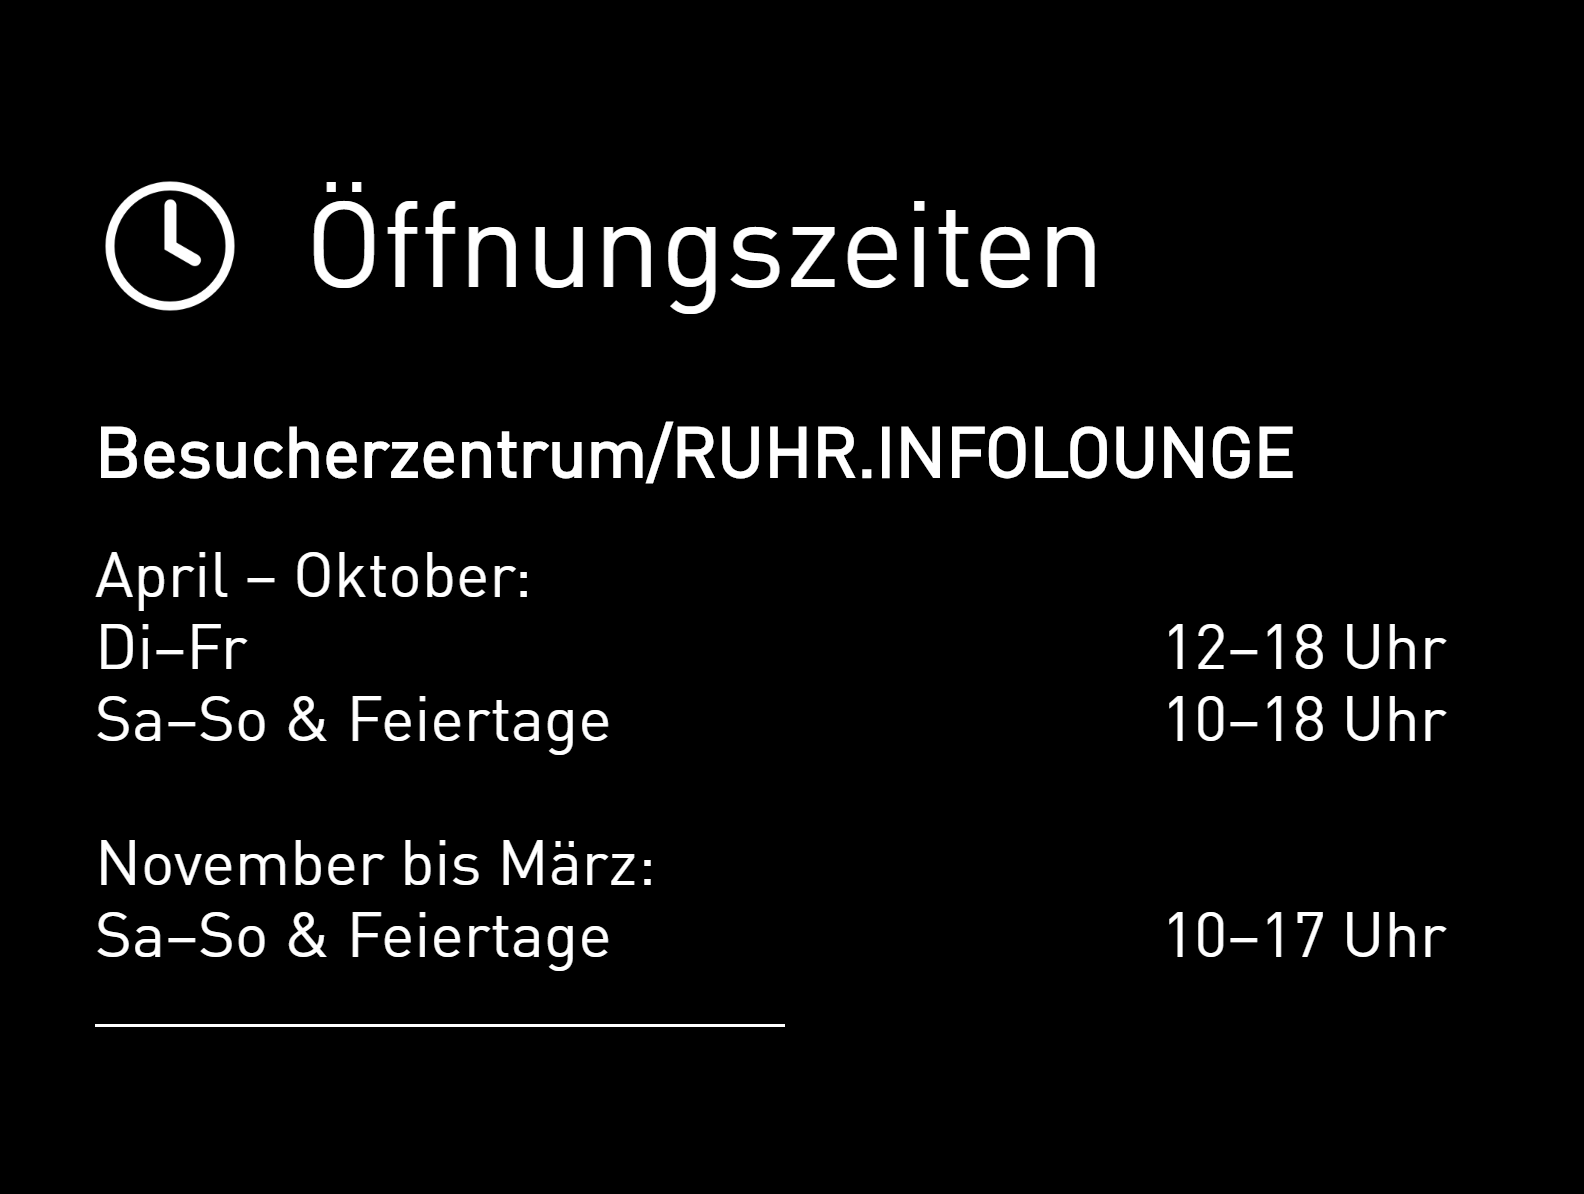 Öffnungszeiten
Besucherzentrum/RUHR.INFOLOUNGE
April – Oktober:
Di–Fr 12–18 Uhr
Sa–So & Feiertage 10–18 Uhr
November bis März:
Sa–So & Feiertage 10–17 Uhr